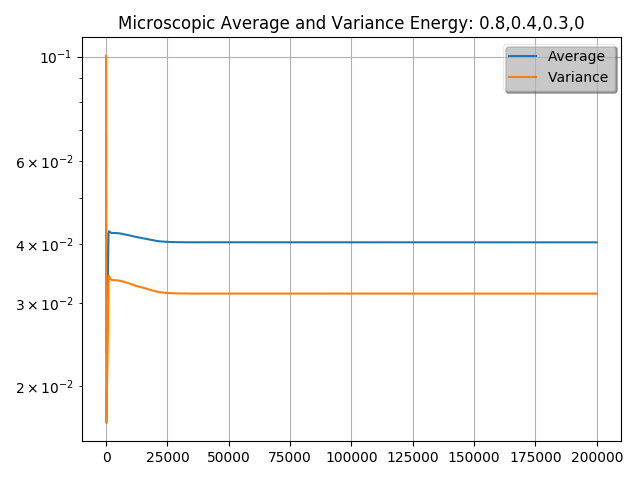 Microscopic Average and Variance Energy: 0.8,0.4,0.3,0
Average
Variance
10⁻¹
6 × 10⁻²
4 × 10⁻²
3 × 10⁻²
2 × 10⁻²
0 25000 50000 75000 100000 125000 150000 175000 200000